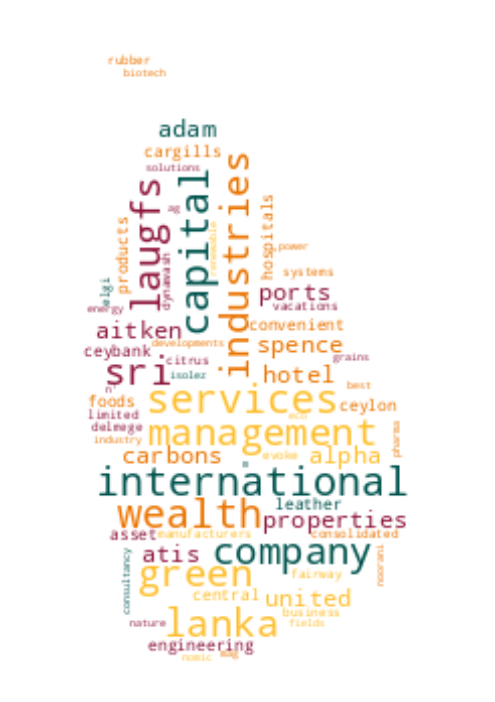 rubber
biotech
adam
cargills
solutions
laugfs
ag
capital
industries
renewable
hospitals
products
dynawash
power
systems
elgi
energy
ports
vacations
aitken
convenient
developments
spence
ceybank
citrus
grains
sri
isolez
hotel
best
n'
services
foods
ceylon
limited
eco
delmege
management
industry
pharma
carbons
evoke
alpha
international
leather
wealth
properties
asset
manufacturers
consolidated
atis
company
noorani
consultancy
green
fairway
central
united
business
nature
lanka
fields
engineering
nomic